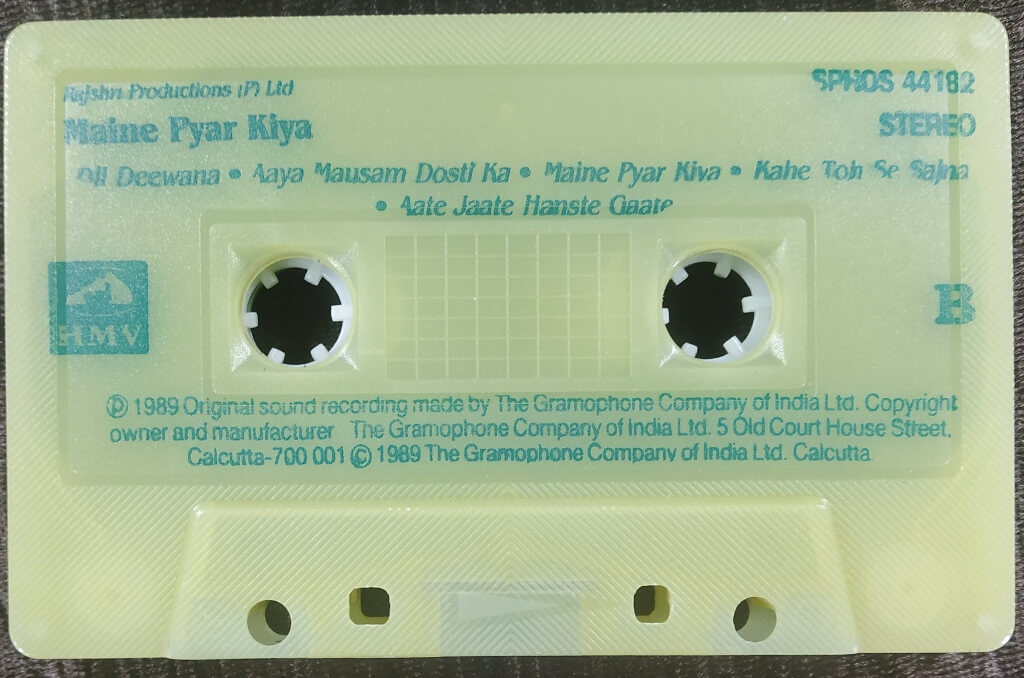 Rajshri Productions (P) Ltd
SPHOS 44182
Maine Pyar Kiya
STEREO
Dil Deewana • Aaya Mausam Dosti Ka • Maine Pyar Kiya • Kahe Toh Se Sajna
• Aate Jaate Hanste Gaate
HMV
B
Ⓟ 1989 Original sound recording made by The Gramophone Company of India Ltd. Copyright
owner and manufacturer The Gramophone Company of India Ltd. 5 Old Court House Street,
Calcutta-700 001 © 1989 The Gramophone Company of India Ltd. Calcutta